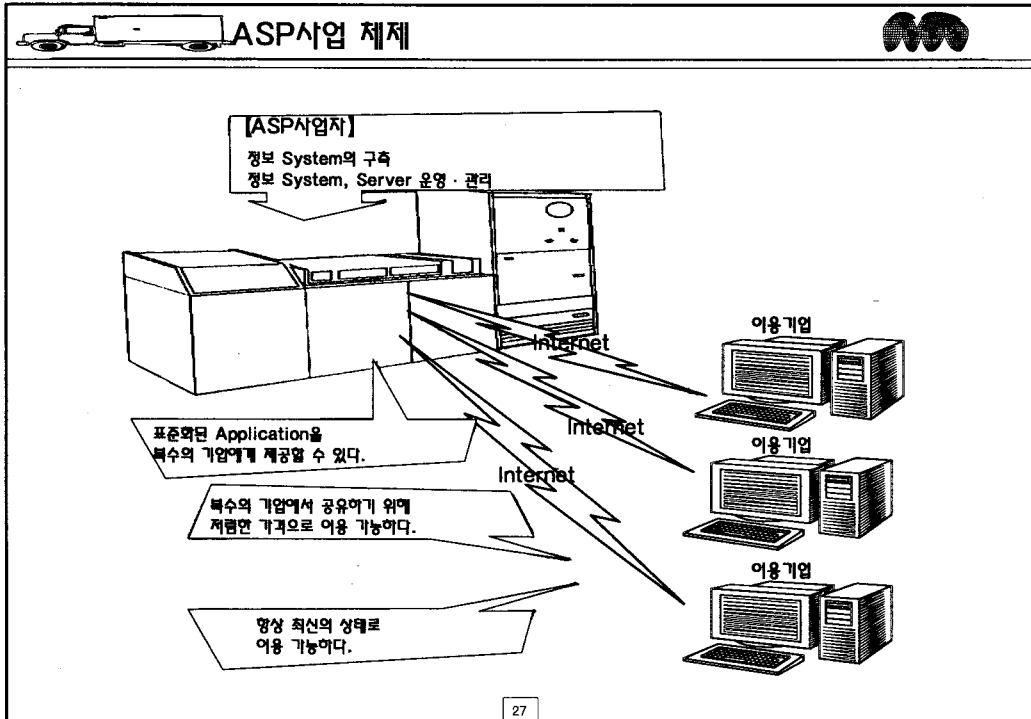 ASP사업 체제
【ASP사업자】
정보 System의 구축
정보 System, Server 운영 · 관리
이용기업
Internet
표준화된 Application을
복수의 기업에게 제공할 수 있다.
Internet
이용기업
Internet
복수의 기업에서 공유하기 위해
저렴한 가격으로 이용 가능하다.
이용기업
항상 최신의 상태로
이용 가능하다.
27